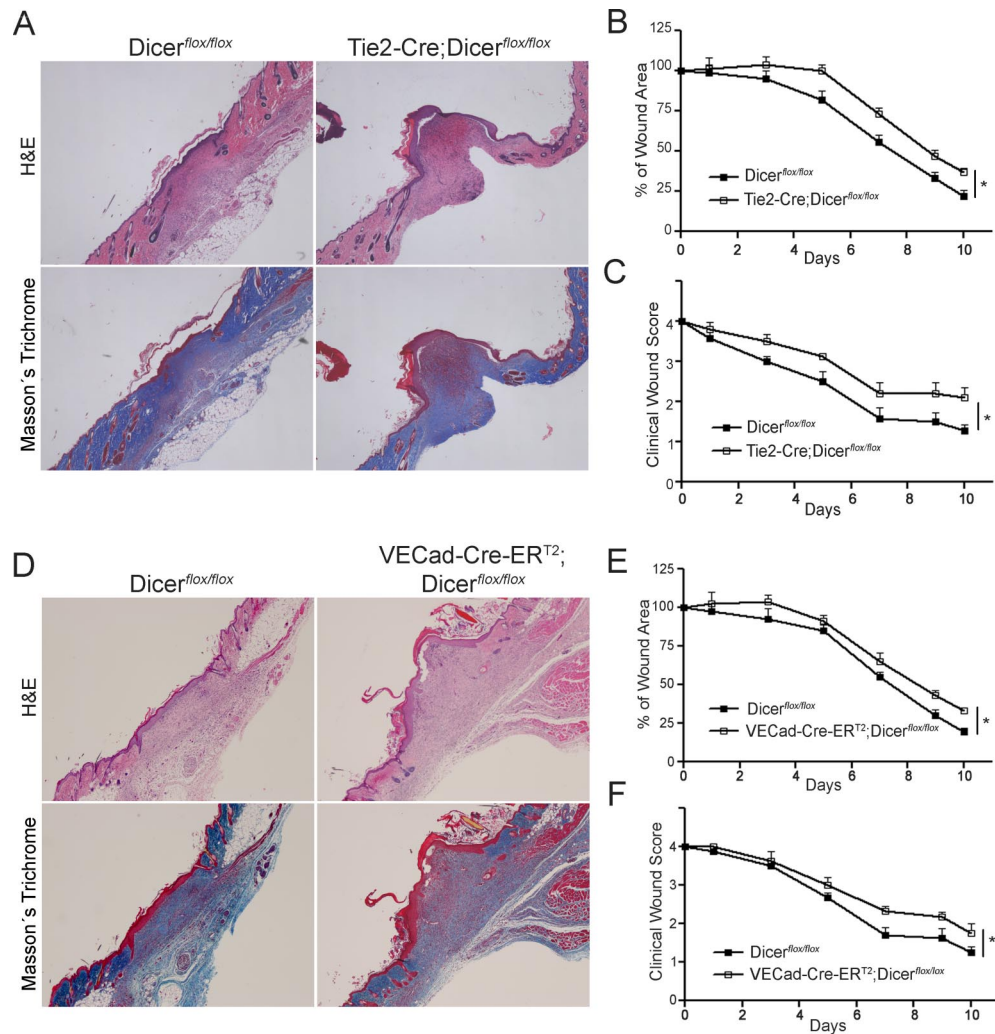 A
Dicerflox/flox
Tie2-Cre;Dicerflox/flox
H&E
Masson´s Trichrome
B
% of Wound Area
125
100
75
50
25
0
Dicerflox/flox
Tie2-Cre;Dicerflox/flox
*
0 2 4 6 8 10
Days
C
Clinical Wound Score
4
3
2
1
0
Dicerflox/flox
Tie2-Cre;Dicerflox/flox
*
0 2 4 6 8 10
Days
D
Dicerflox/flox
VECad-Cre-ERT2;
Dicerflox/flox
H&E
Masson´s Trichrome
E
% of Wound Area
125
100
75
50
25
0
Dicerflox/flox
VECad-Cre-ERT2;Dicerflox/flox
*
0 2 4 6 8 10
Days
F
Clinical Wound Score
4
3
2
1
0
Dicerflox/flox
VECad-Cre-ERT2;Dicerflox/lox
*
0 2 4 6 8 10
Days